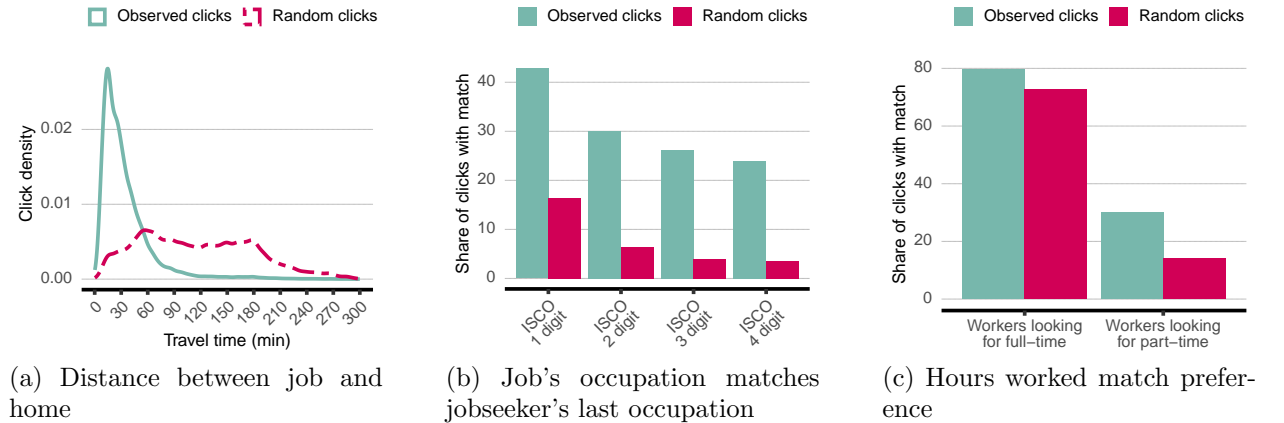 Observed clicks Random clicks
Click density
0.02
0.01
0.00
0 30 60 90 120 150 180 210 240 270 300
Travel time (min)
(a) Distance between job and
home
Observed clicks Random clicks
Share of clicks with match
40
30
20
10
0
ISCO
1 digit
ISCO
2 digit
ISCO
3 digit
ISCO
4 digit
(b) Job's occupation matches
jobseeker's last occupation
Observed clicks Random clicks
Share of clicks with match
80
60
40
20
0
Workers looking
for full−time
Workers looking
for part−time
(c) Hours worked match prefer-
ence